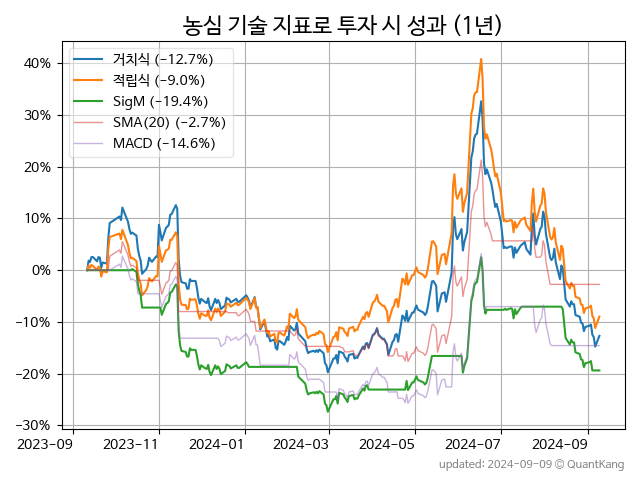 농심 기술 지표로 투자 시 성과 (1년)
거치식 (−12.7%)
적립식 (−9.0%)
SigM (−19.4%)
SMA(20) (−2.7%)
MACD (−14.6%)
40%
30%
20%
10%
0%
−10%
−20%
−30%
2023-09 2023-11 2024-01 2024-03 2024-05 2024-07 2024-09
updated: 2024-09-09 © QuantKang